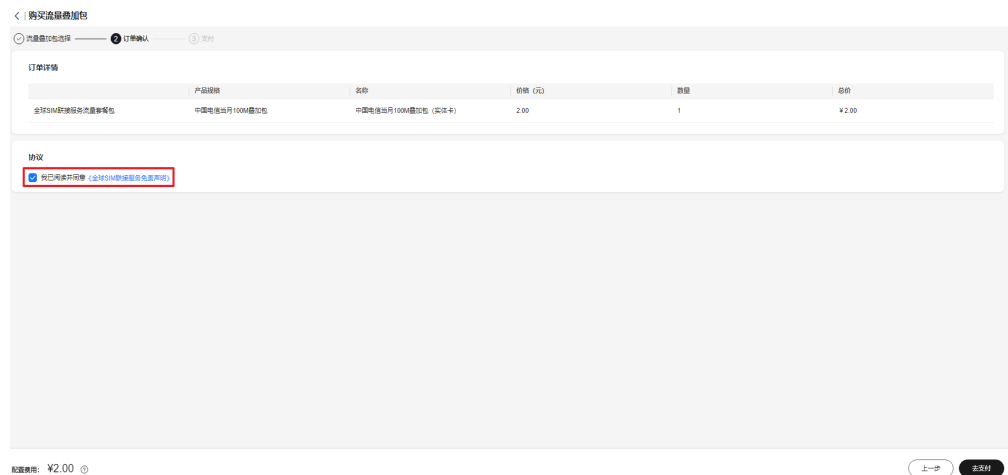 购买流量叠加包
流量叠加包选择 2 订单确认 3 支付
订单详情
产品规格 名称 价格（元） 数量 总价
全球SIM联接服务流量套餐包 中国电信当月100M叠加包 中国电信当月100M叠加包（实体卡） 2.00 1 ¥2.00
协议
我已阅读并同意《全球SIM联接服务免责声明》
配置费用： ¥2.00 ? 上一步 去支付